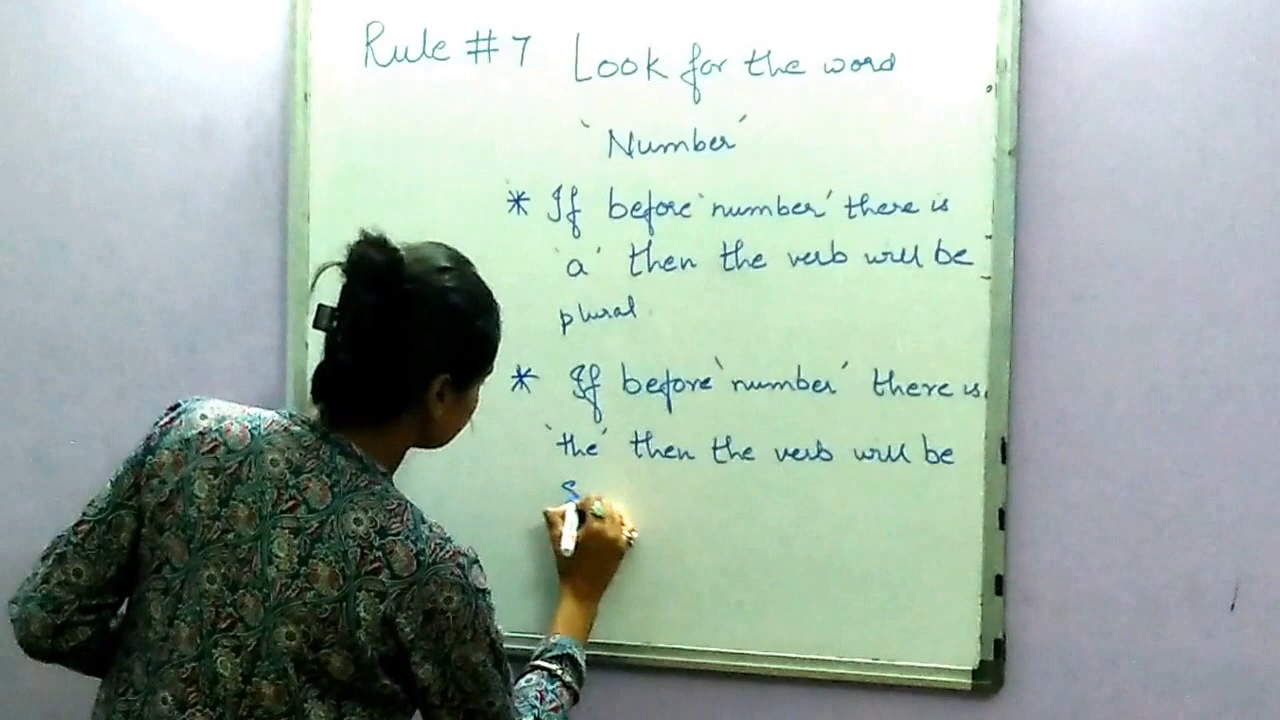 Rule # 7 Look for the word
'Number'
* If before 'number' there is
'a' then the verb will be
plural
* If before 'number' there is
'the' then the verb will be
s